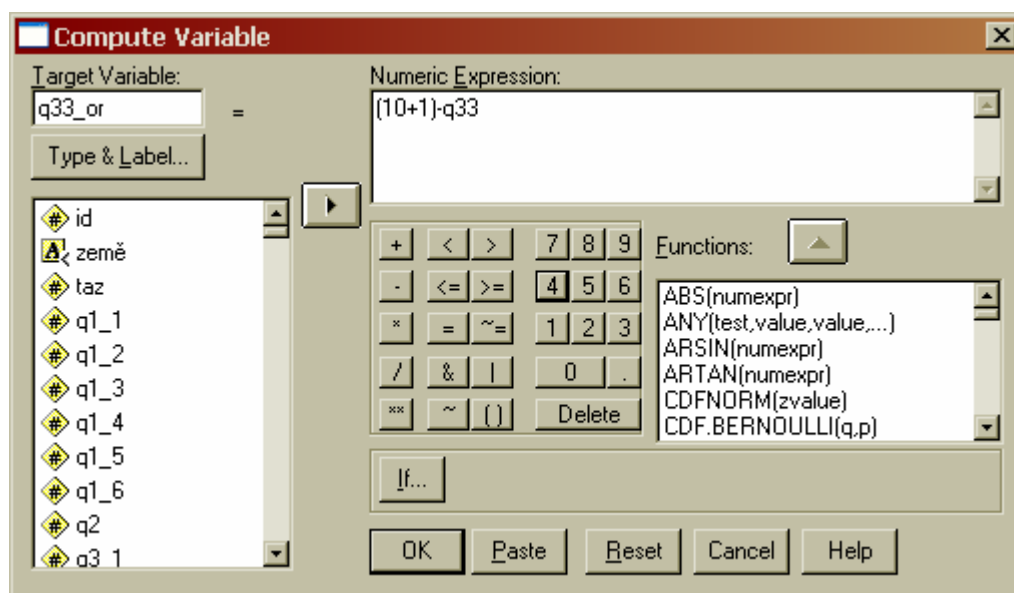 Compute Variable
Target Variable:
q33_or
=
Type & Label...
Numeric Expression:
(10+1)-q33
id
země
taz
q1_1
q1_2
q1_3
q1_4
q1_5
q1_6
q2
q3_1
+ < > 7 8 9
- <= >= 4 5 6
* = ~= 1 2 3
/ & | 0 .
** ~ ( ) Delete
Functions:
ABS(numexpr)
ANY(test,value,value,...)
ARSIN(numexpr)
ARTAN(numexpr)
CDFNORM(zvalue)
CDF.BERNOULLI(q,p)
If...
OK Paste Reset Cancel Help